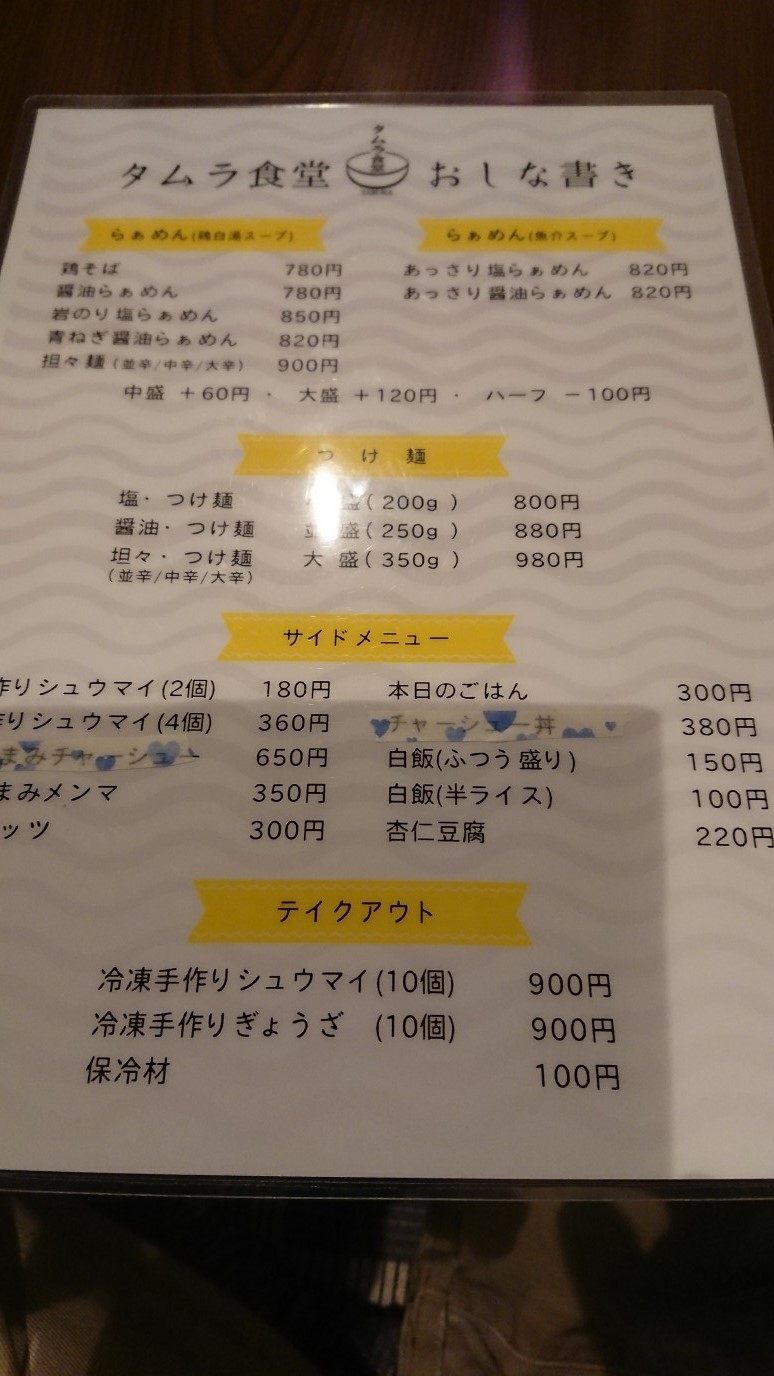 タムラ食堂 タムラ食堂 おしな書き
らぁめん(鶏白湯スープ)
鶏そば 780円
醤油らぁめん 780円
岩のり塩らぁめん 850円
青ねぎ醤油らぁめん 820円
担々麺(並辛/中辛/大辛) 900円
らぁめん(魚介スープ)
あっさり塩らぁめん 820円
あっさり醤油らぁめん 820円
中盛 +60円 ・ 大盛 +120円 ・ ハーフ -100円
つけ麺
塩・つけ麺 盛(200g) 800円
醤油・つけ麺 並盛(250g) 880円
坦々・つけ麺 大盛(350g) 980円
(並辛/中辛/大辛)
サイドメニュー
作りシュウマイ(2個) 180円
作りシュウマイ(4個) 360円
まみチャーシュー 650円
まみメンマ 350円
ッツ 300円
本日のごはん 300円
チャーシュー丼 380円
白飯(ふつう盛り) 150円
白飯(半ライス) 100円
杏仁豆腐 220円
テイクアウト
冷凍手作りシュウマイ(10個) 900円
冷凍手作りぎょうざ (10個) 900円
保冷材 100円